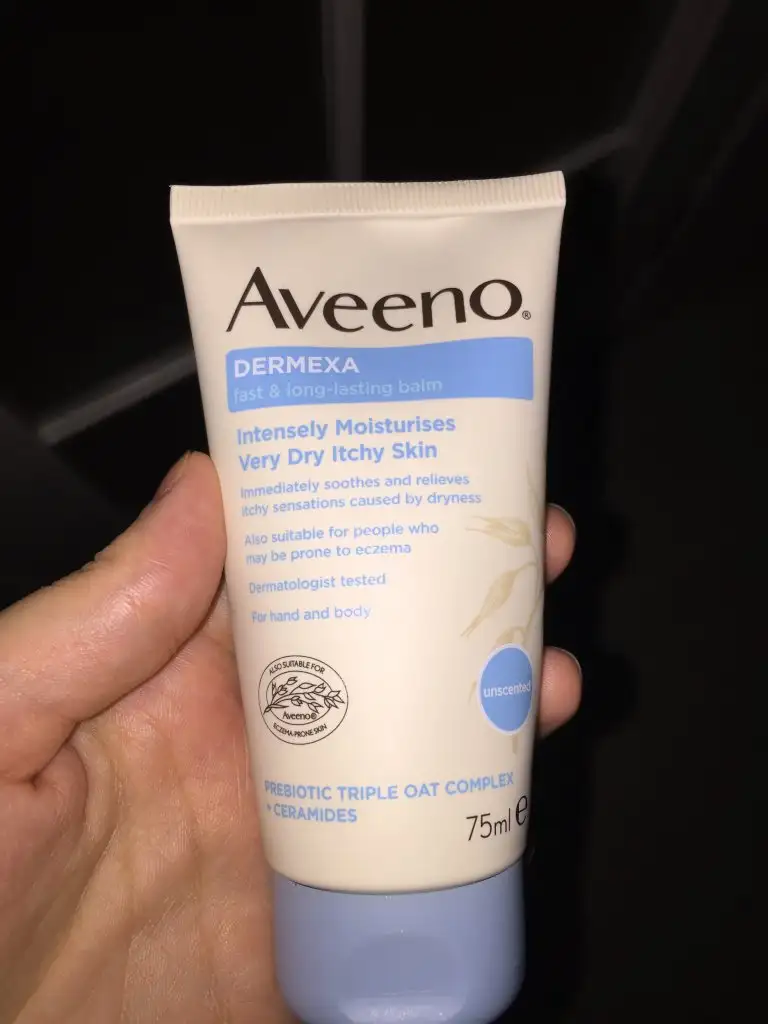 Aveeno®
DERMEXA
fast & long-lasting balm
Intensely Moisturises
Very Dry Itchy Skin
Immediately soothes and relieves
itchy sensations caused by dryness
Also suitable for people who
may be prone to eczema
Dermatologist tested
For hand and body
ALSO SUITABLE FOR
Aveeno®
ECZEMA-PRONE SKIN
unscented
PREBIOTIC TRIPLE OAT COMPLEX
+ CERAMIDES
75ml e